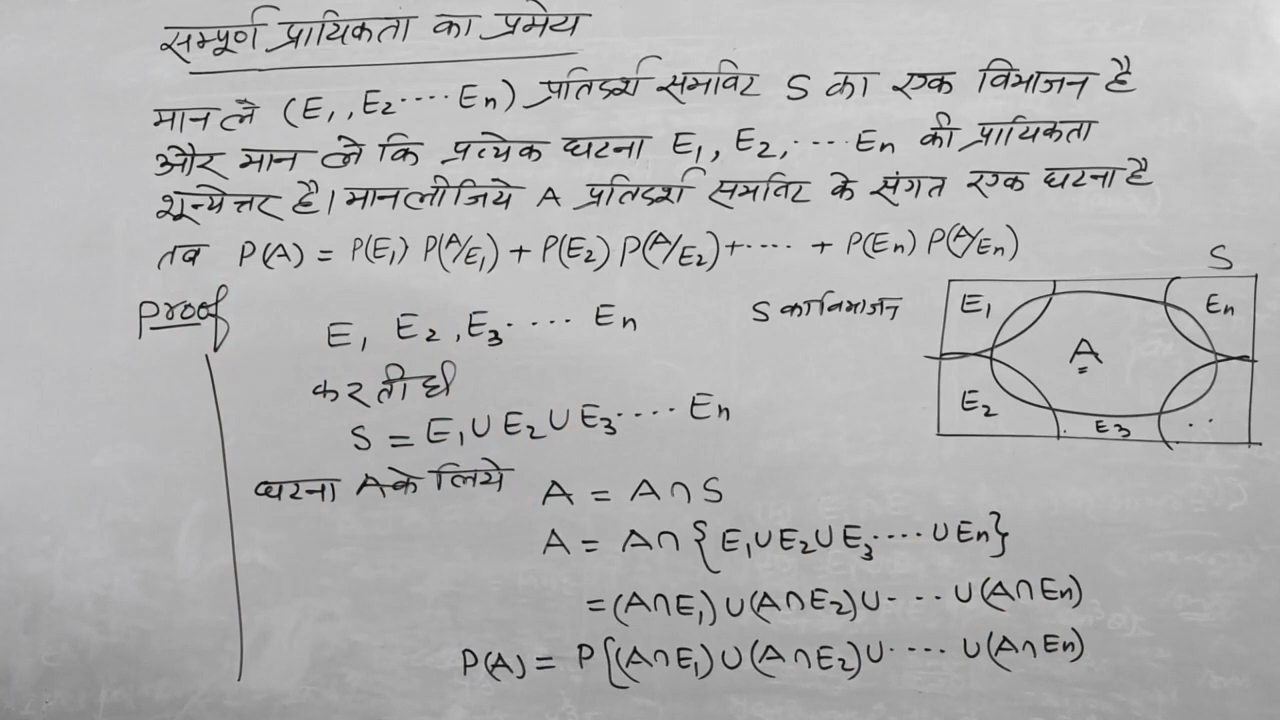 सम्पूर्ण प्रायिकता का प्रमेय
मान ले (E₁, E₂ ‧‧‧‧ Eₙ) प्रतिदर्श समष्टि S का एक विभाजन है
और मान ले कि प्रत्येक घटना E₁, E₂, ‧‧‧‧ Eₙ की प्रायिकता
शून्येत्तर है। मान लीजिये A प्रतिदर्श समष्टि के संगत एक घटना है
तब P(A) = P(E₁) P(A/E₁) + P(E₂) P(A/E₂) +‧‧‧‧ + P(Eₙ) P(A/Eₙ)
Proof
E₁ E₂, E₃ ‧‧‧‧ Eₙ S का विभाजन
करती है
S = E₁ ∪ E₂ ∪ E₃ ‧‧‧‧ Eₙ
घटना A के लिये A = A ∩ S
A = A ∩ {E₁ ∪ E₂ ∪ E₃ ‧‧‧‧ ∪ Eₙ}
= (A ∩ E₁) ∪ (A ∩ E₂) ∪ ‧‧‧‧ ∪ (A ∩ Eₙ)
P(A) = P{(A ∩ E₁) ∪ (A ∩ E₂) ∪ ‧‧‧‧ ∪ (A ∩ Eₙ)
S
E₁ Eₙ
A
E₂ E₃ ‧‧